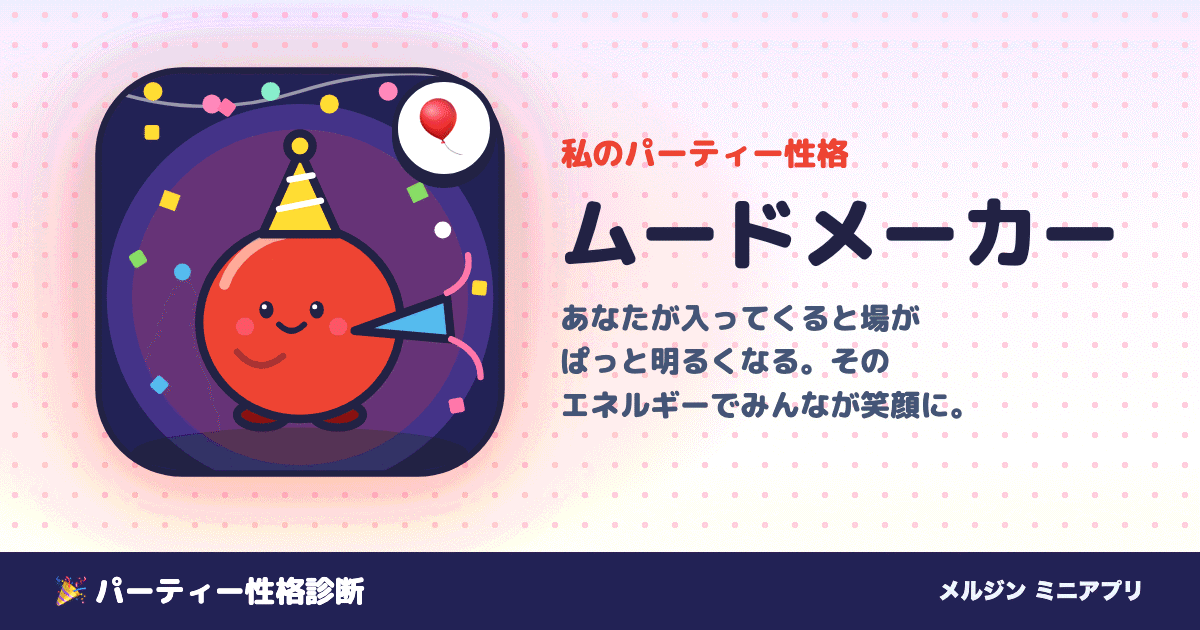 私のパーティー性格
ムードメーカー
あなたが入ってくると場が
ぱっと明るくなる。その
エネルギーでみんなが笑顔に。
パーティー性格診断
メルジン ミニアプリ